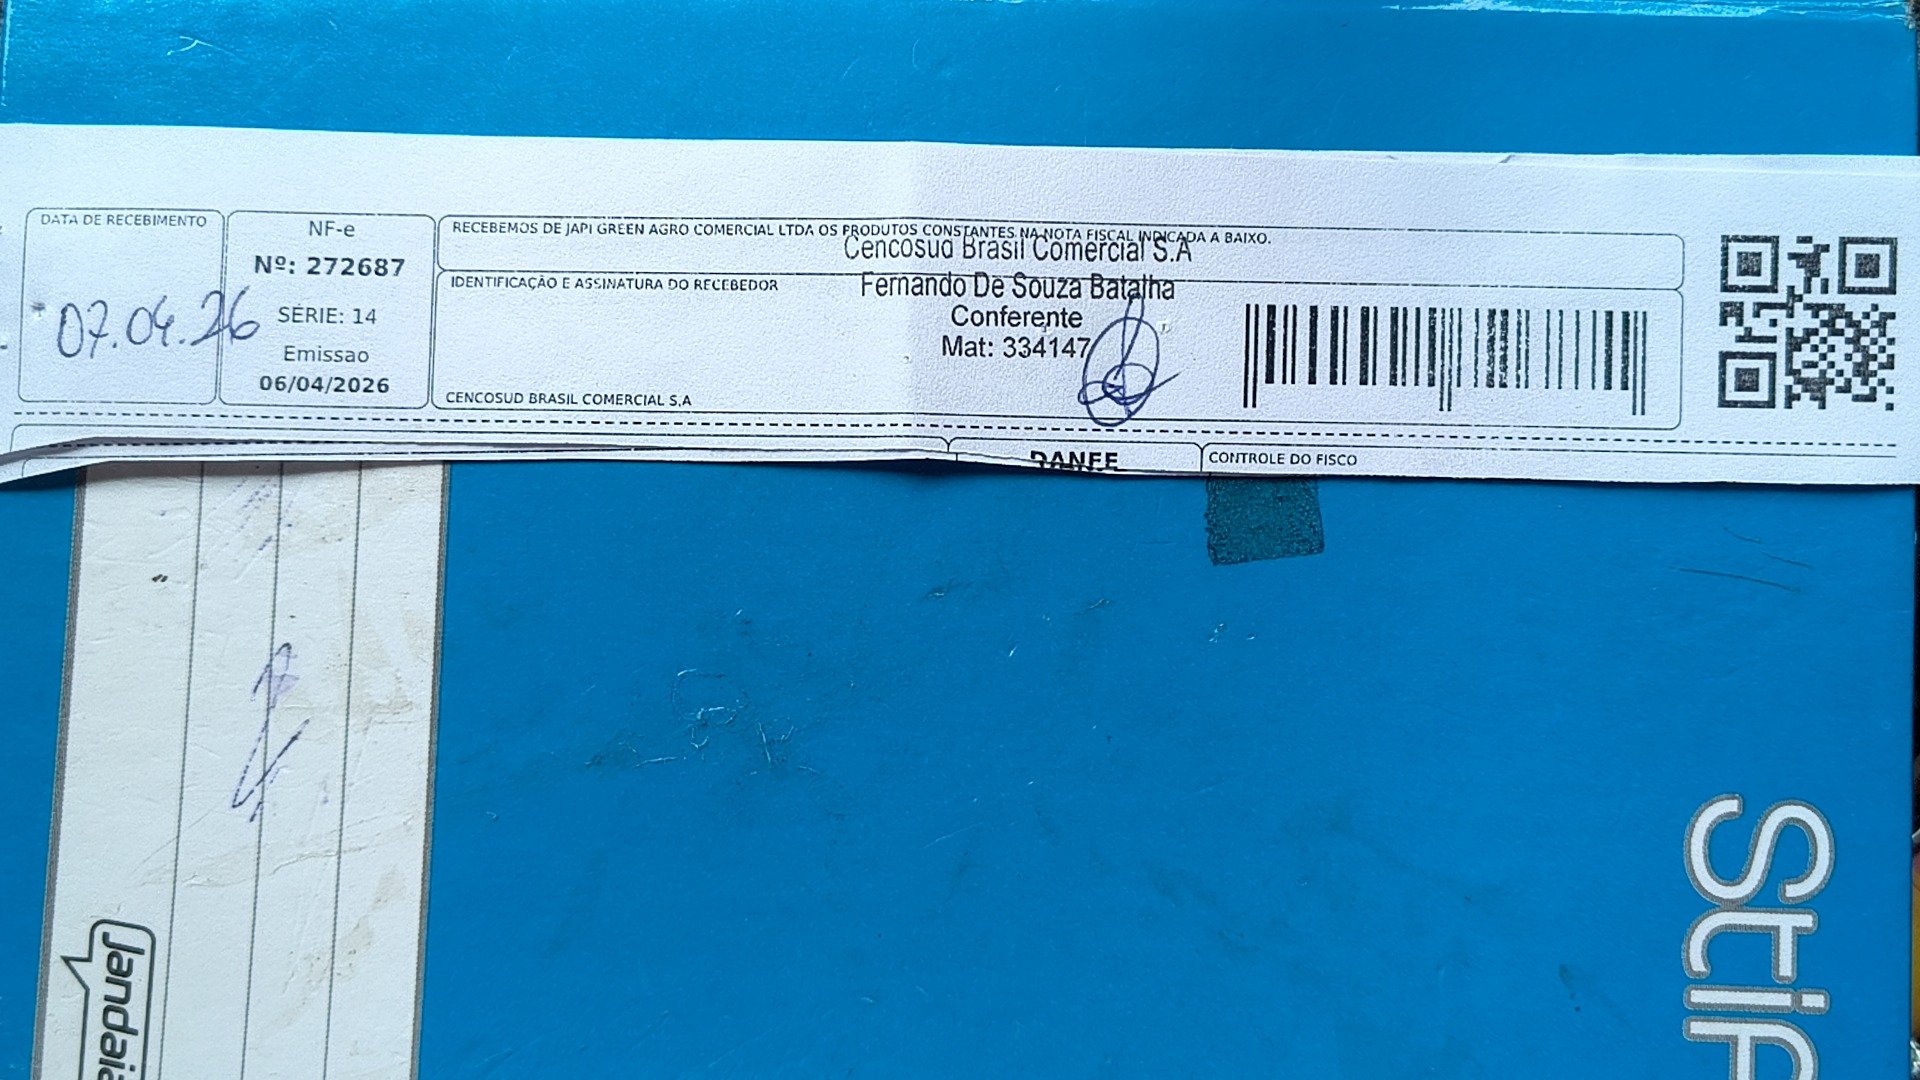 DATA DE RECEBIMENTO
07.04.26
NF-e
Nº: 272687
SÉRIE: 14
Emissao
06/04/2026
RECEBEMOS DE JAPI GREEN AGRO COMERCIAL LTDA OS PRODUTOS CONSTANTES NA NOTA FISCAL INDICADA A BAIXO.
IDENTIFICAÇÃO E ASSINATURA DO RECEBEDOR
Cencosud Brasil Comercial S.A
Fernando De Souza Batalha
Conferente
Mat: 334147
CENCOSUD BRASIL COMERCIAL S.A
DANFE
CONTROLE DO FISCO
Jandaia